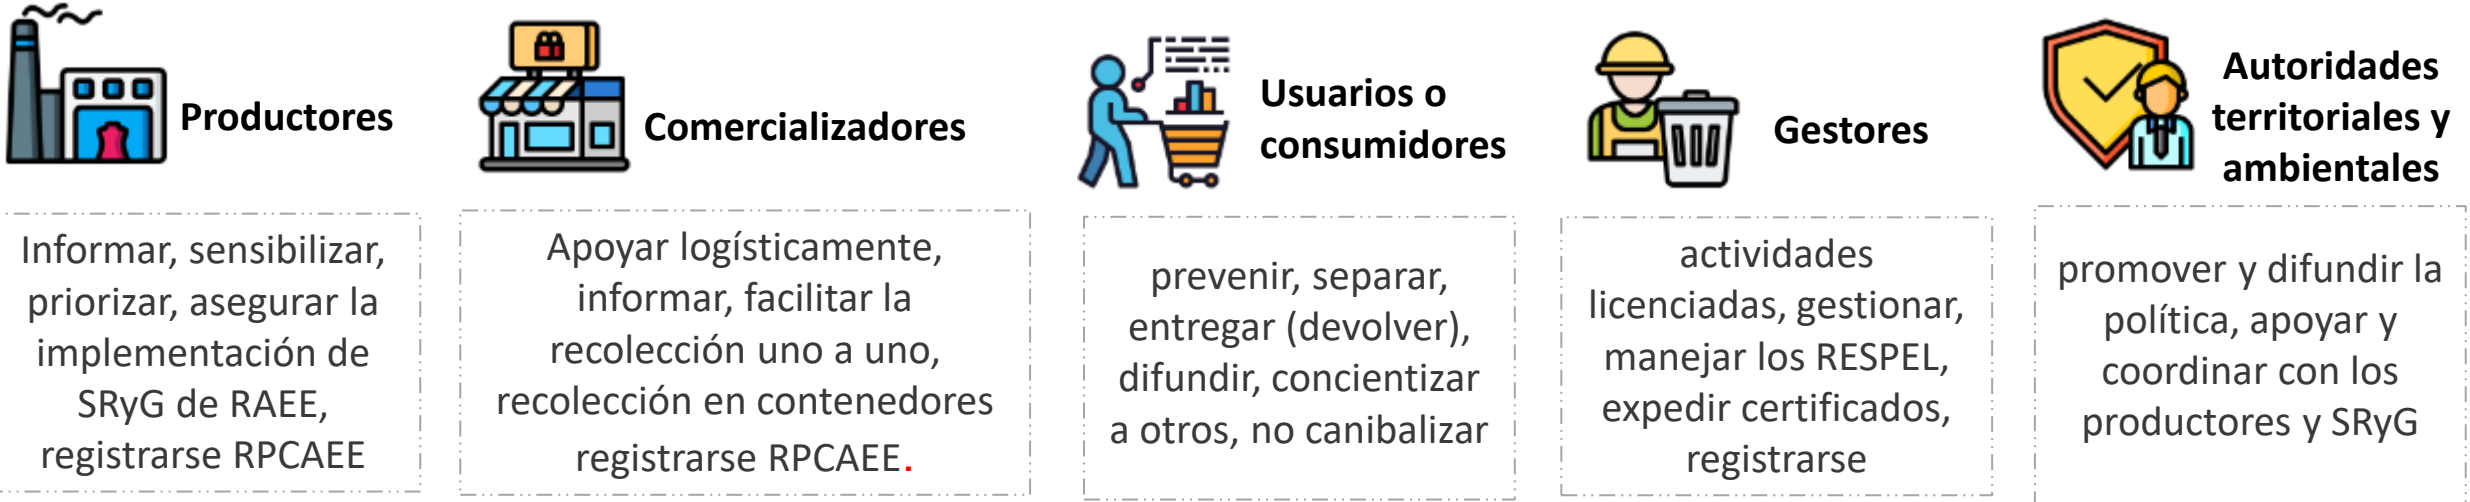 Productores
Informar, sensibilizar,
priorizar, asegurar la
implementación de
SRyG de RAEE,
registrarse RPCAEE
Comercializadores
Apoyar logísticamente,
informar, facilitar la
recolección uno a uno,
recolección en contenedores
registrarse RPCAEE.
Usuarios o
consumidores
prevenir, separar,
entregar (devolver),
difundir, concientizar
a otros, no canibalizar
Gestores
actividades
licenciadas, gestionar,
manejar los RESPEL,
expedir certificados,
registrarse
Autoridades
territoriales y
ambientales
promover y difundir la
política, apoyar y
coordinar con los
productores y SRyG